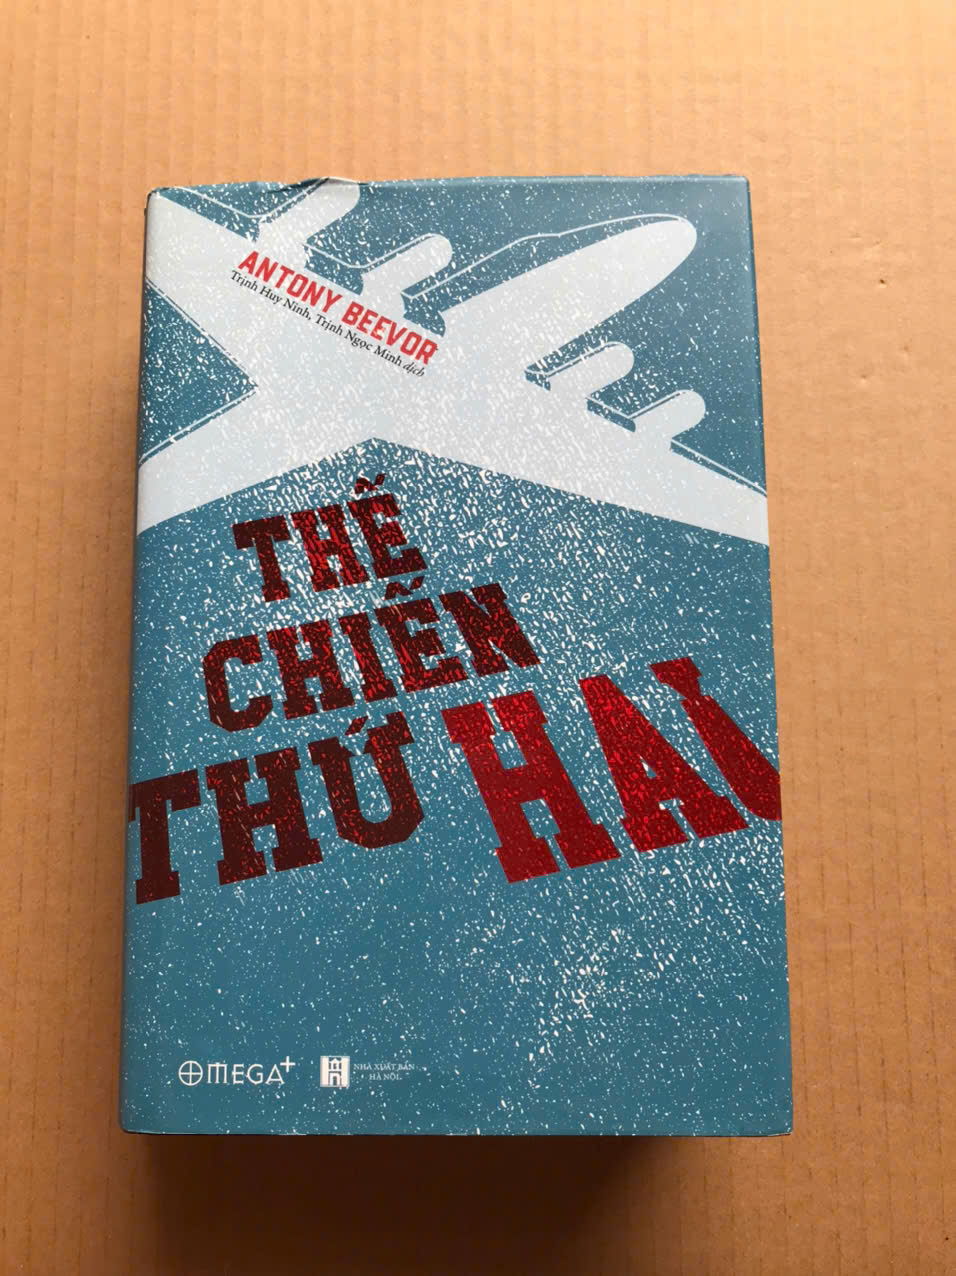 ANTONY BEEVOR
Trịnh Huy Ninh, Trịnh Ngọc Minh dịch
THẾ
CHIẾN
THỨ HAI
OMEGA+
NHÀ XUẤT BẢN
HÀ NỘI